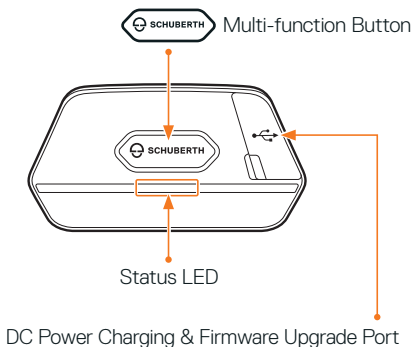 SCHUBERTH Multi-function Button
SCHUBERTH
Status LED
DC Power Charging & Firmware Upgrade Port